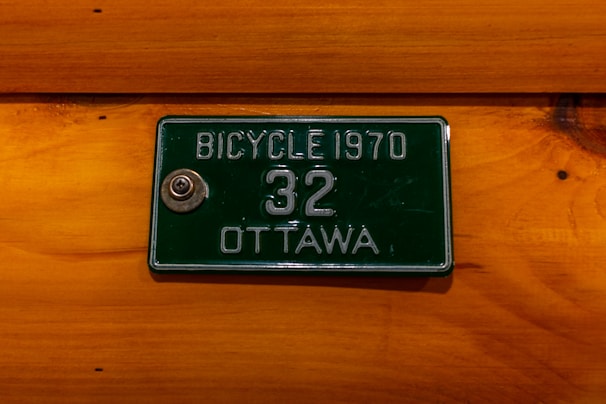 BICYCLE 1970
32
OTTAWA